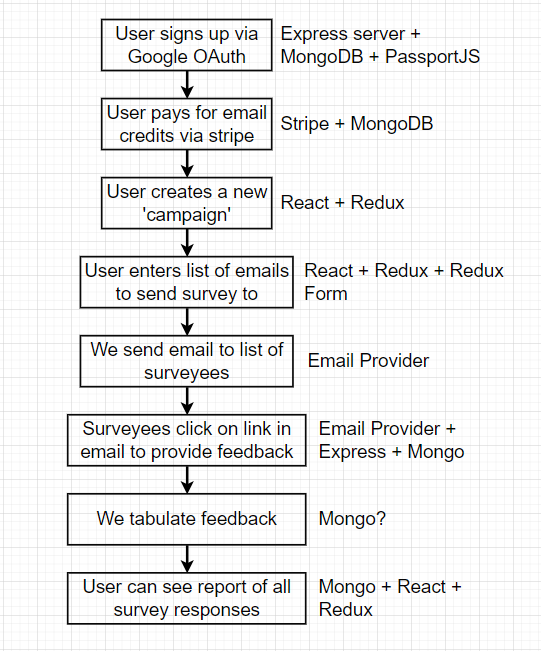 User signs up via
Google OAuth
Express server +
MongoDB + PassportJS
User pays for email
credits via stripe
Stripe + MongoDB
User creates a new
'campaign'
React + Redux
User enters list of emails
to send survey to
React + Redux + Redux
Form
We send email to list of
surveyees
Email Provider
Surveyees click on link in
email to provide feedback
Email Provider +
Express + Mongo
We tabulate feedback
Mongo?
User can see report of all
survey responses
Mongo + React +
Redux